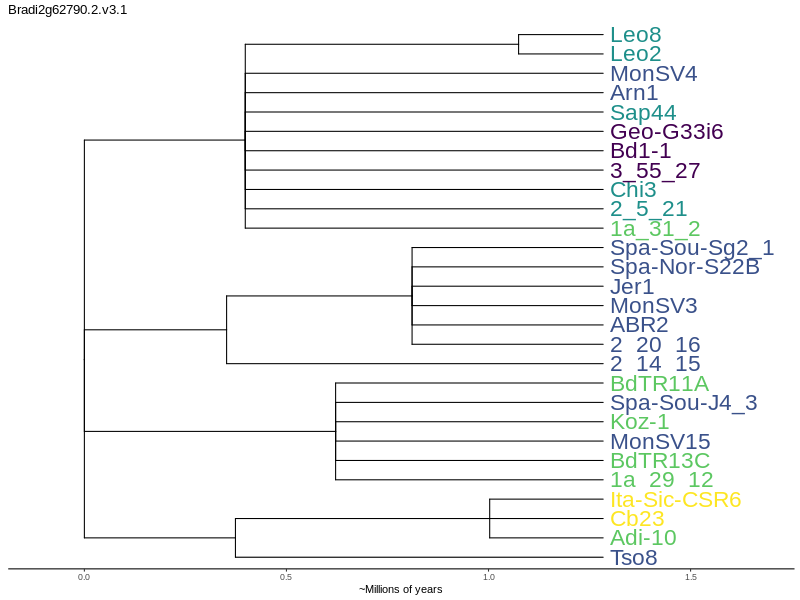 Bradi2g62790.2.v3.1
Leo8
Leo2
MonSV4
Arn1
Sap44
Geo-G33i6
Bd1-1
3_55_27
Chi3
2_5_21
1a_31_2
Spa-Sou-Sg2_1
Spa-Nor-S22B
Jer1
MonSV3
ABR2
2_20_16
2_14_15
BdTR11A
Spa-Sou-J4_3
Koz-1
MonSV15
BdTR13C
1a_29_12
Ita-Sic-CSR6
Cb23
Adi-10
Tso8
0.0 0.5 1.0 1.5
~Millions of years